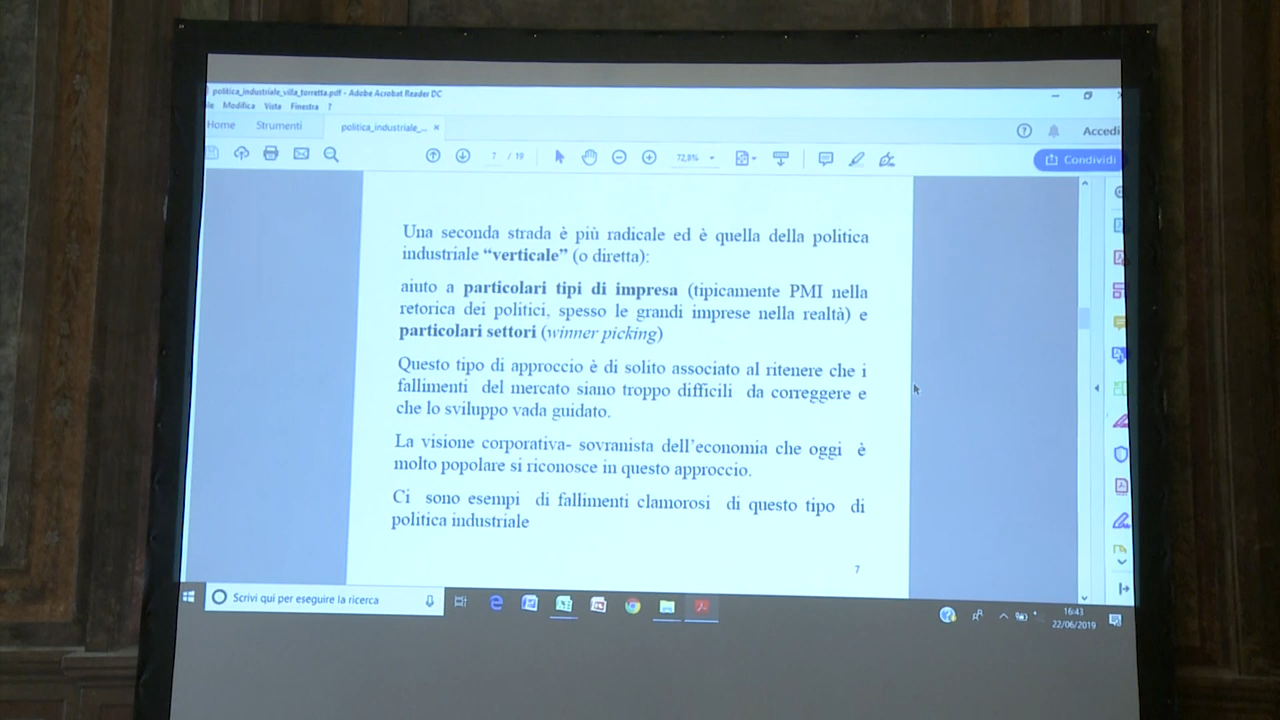 politica_industriale_villa_torretta.pdf - Adobe Acrobat Reader DC
Modifica Vista Finestra ?
Home Strumenti politica_industriale_... ×
Accedi
7 / 19 72,8%
Condividi
Una seconda strada è più radicale ed è quella della politica
industriale “verticale” (o diretta):
aiuto a particolari tipi di impresa (tipicamente PMI nella
retorica dei politici, spesso le grandi imprese nella realtà) e
particolari settori (winner picking)
Questo tipo di approccio è di solito associato al ritenere che i
fallimenti del mercato siano troppo difficili da correggere e
che lo sviluppo vada guidato.
La visione corporativa- sovranista dell’economia che oggi è
molto popolare si riconosce in questo approccio.
Ci sono esempi di fallimenti clamorosi di questo tipo di
politica industriale
7
Scrivi qui per eseguire la ricerca
16:43
22/06/2019